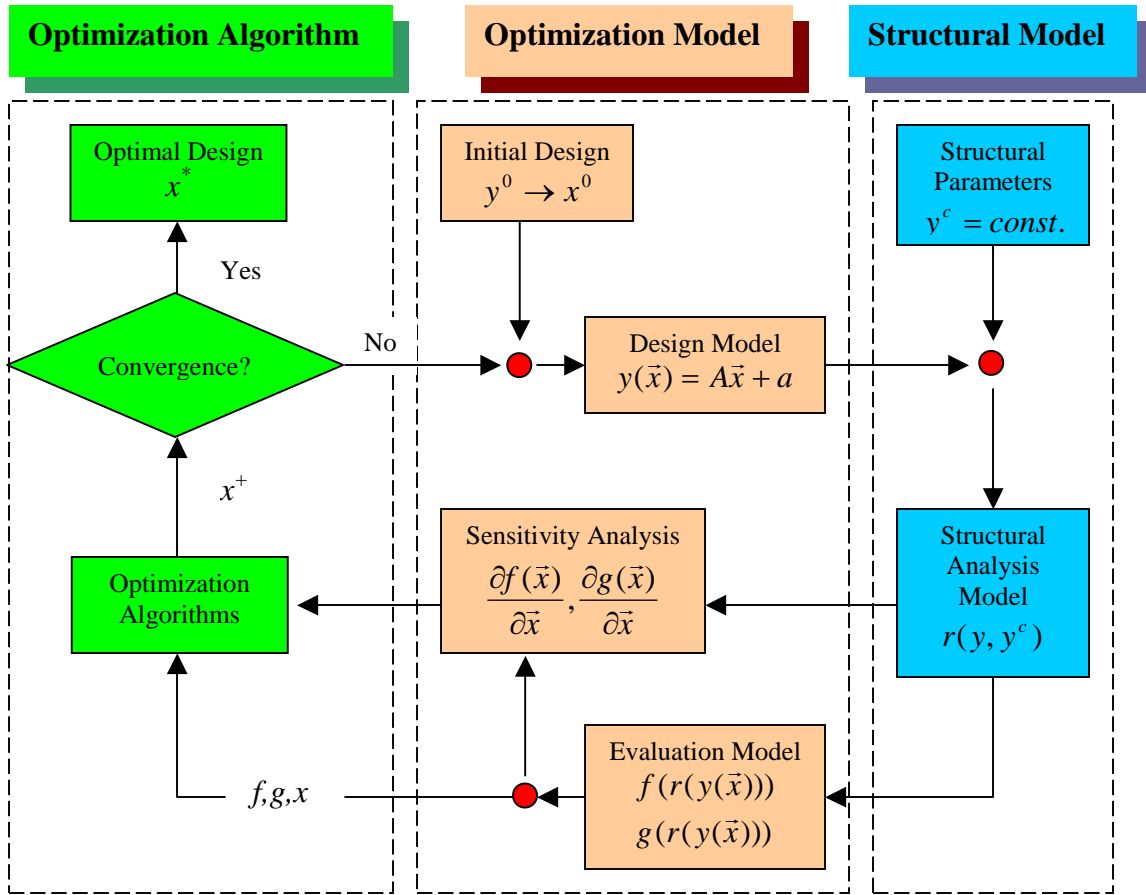 Optimization Algorithm
Optimization Model
Structural Model
Optimal Design
x*
Yes
Convergence?
No
x⁺
Optimization
Algorithms
f,g,x
Initial Design
y⁰ → x⁰
Design Model
y(x⃗) = Ax⃗ + a
Sensitivity Analysis
∂f(x⃗)/∂x⃗, ∂g(x⃗)/∂x⃗
Evaluation Model
f(r(y(x⃗)))
g(r(y(x⃗)))
Structural
Parameters
yᶜ = const.
Structural
Analysis
Model
r(y, yᶜ)